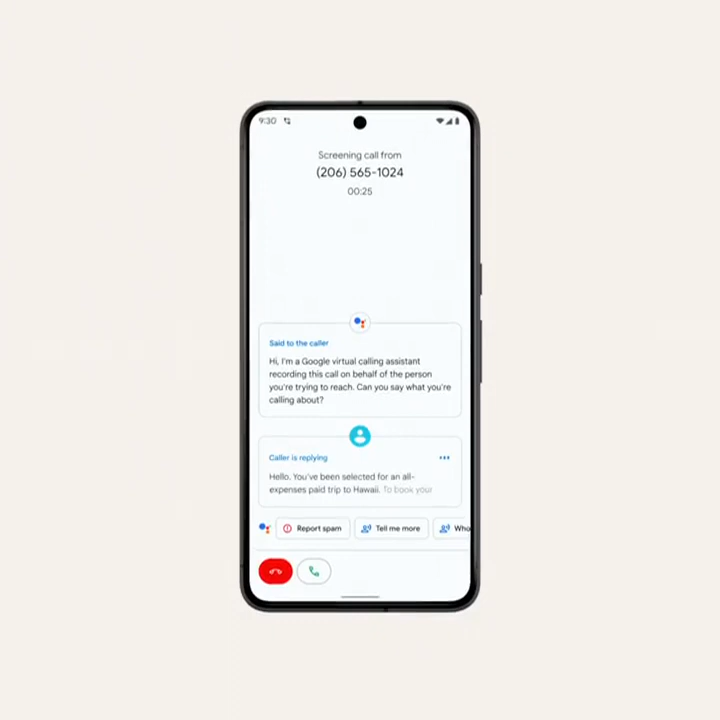 9:30
Screening call from
(206) 565-1024
00:25
Said to the caller
Hi, I'm a Google virtual calling assistant
recording this call on behalf of the person
you're trying to reach. Can you say what you're
calling about?
Caller is replying
Hello. You've been selected for an all-
expenses paid trip to Hawaii. To book your
Report spam
Tell me more
Who